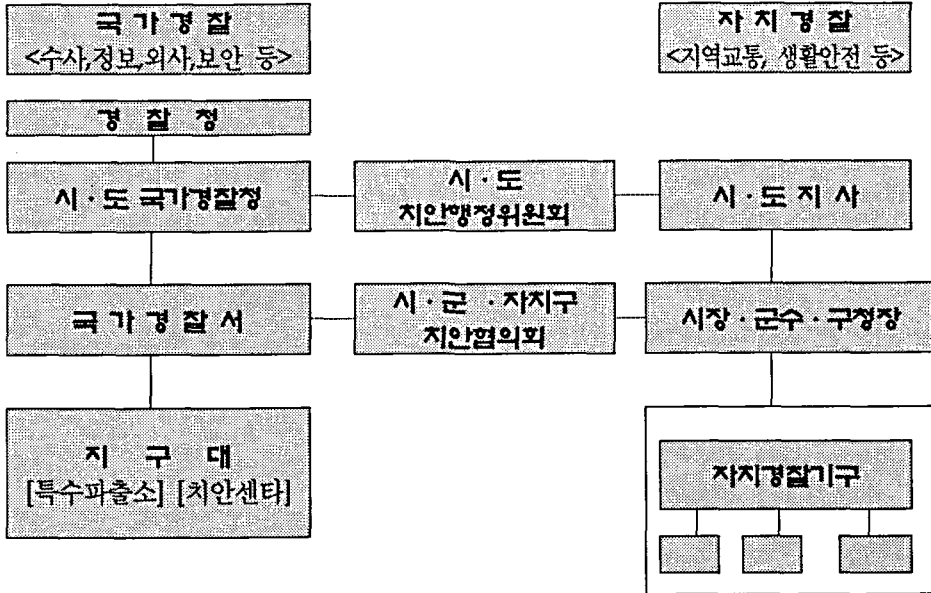 국가경찰
<수사,정보,외사,보안 등>
자치경찰
<지역교통, 생활안전 등>
경찰청
시·도 국가경찰청
시·도
치안행정위원회
시·도지사
국가경찰서
시·군·자치구
치안협의회
시장·군수·구청장
지구대
[특수파출소] [치안센타]
자치경찰기구